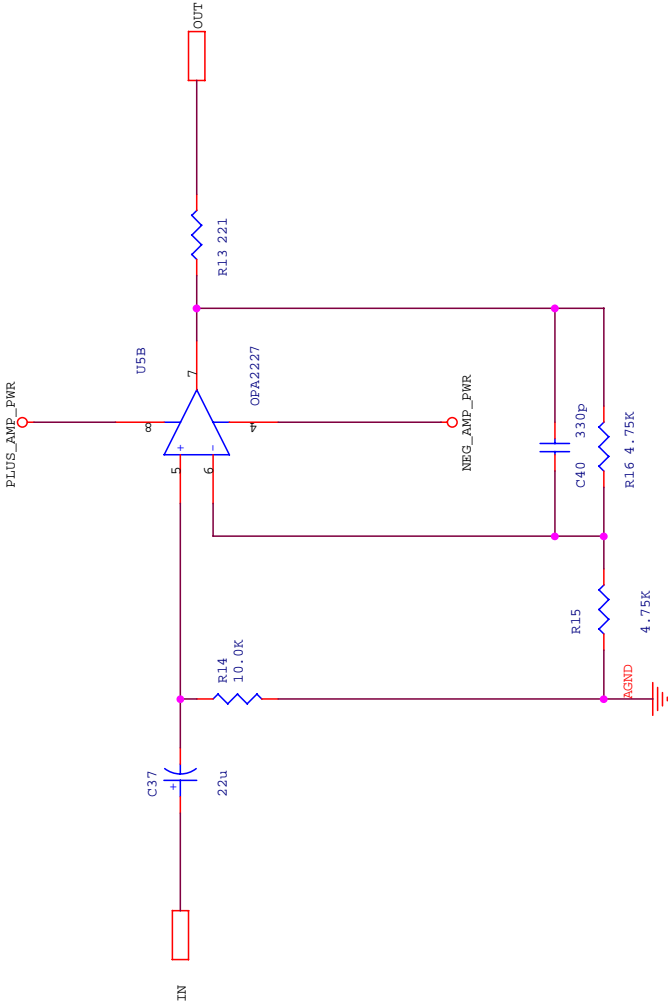 OUT
R13 221
U5B
7
OPA2227
PLUS_AMP_PWR
8
4
NEG_AMP_PWR
+
-
5
6
C40 330p
R16 4.75K
R15
4.75K
R14
10.0K
AGND
C37
+
22u
IN